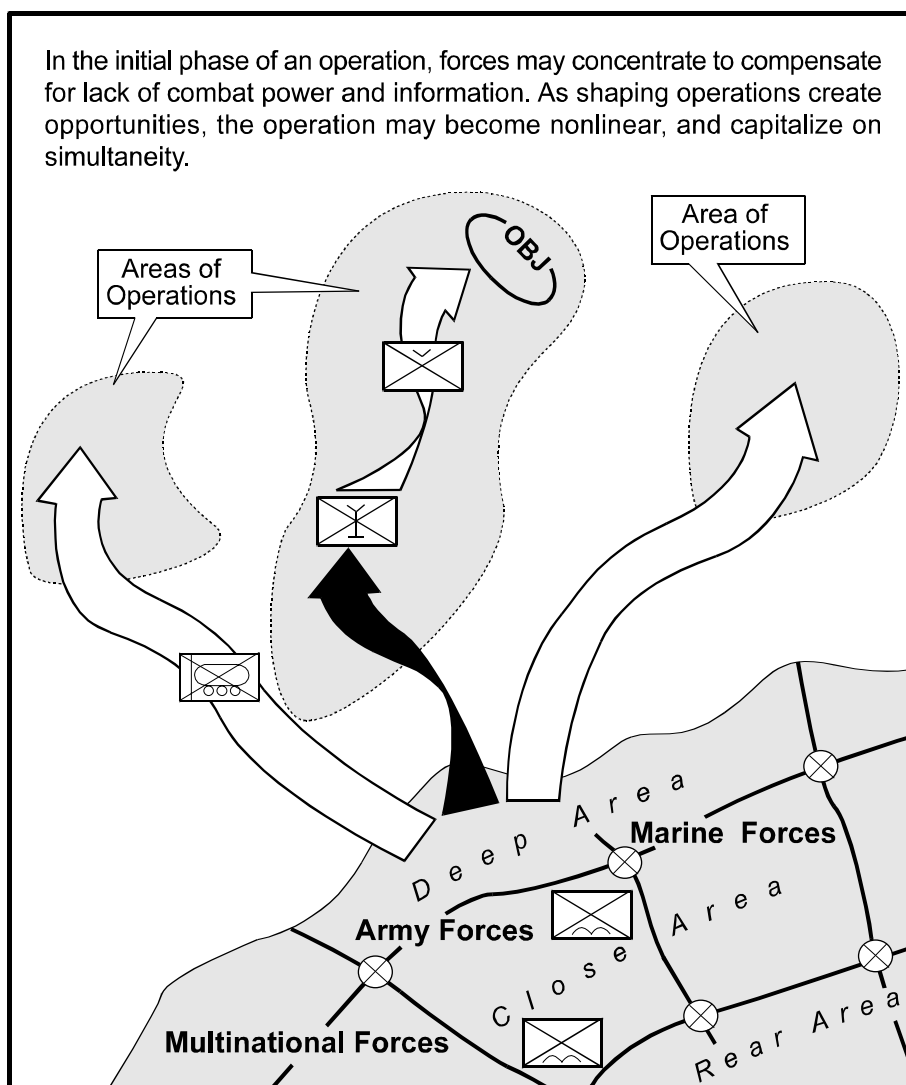 In the initial phase of an operation, forces may concentrate to compensate
for lack of combat power and information. As shaping operations create
opportunities, the operation may become nonlinear, and capitalize on
simultaneity.
Area of
Operations
OBJ
Areas of
Operations
Deep Area
Marine Forces
Army Forces
Close Area
Multinational Forces
Rear Area